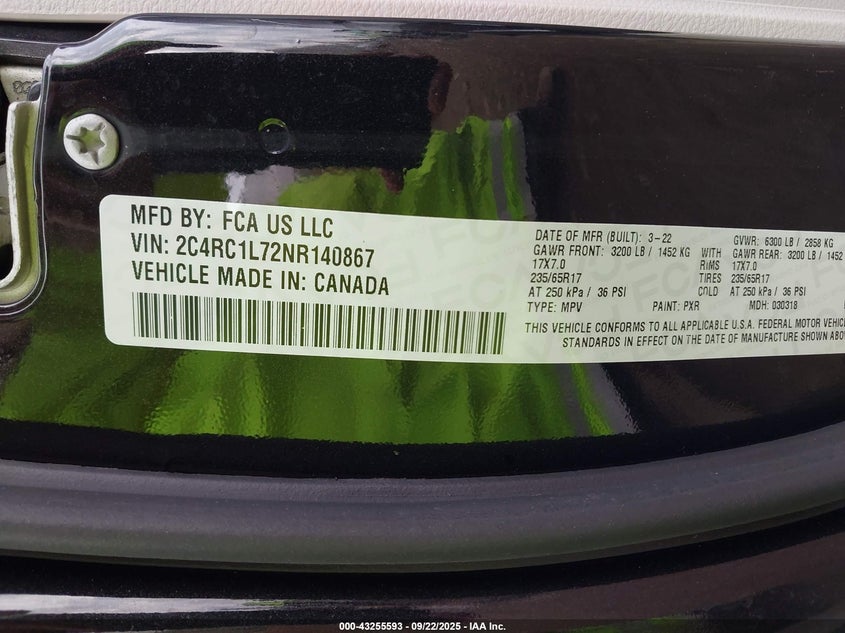 MFD BY: FCA US LLC
VIN: 2C4RC1L72NR140867
VEHICLE MADE IN: CANADA
DATE OF MFR (BUILT): 3-22 GVWR: 6300 LB / 2858 KG
GAWR FRONT: 3200 LB / 1452 KG WITH GAWR REAR: 3200 LB / 1452
17X7.0 RIMS 17X7.0
235/65R17 TIRES 235/65R17
AT 250 kPa / 36 PSI COLD AT 250 kPa / 36 PSI
TYPE: MPV PAINT: PXR MDH: 030318
THIS VEHICLE CONFORMS TO ALL APPLICABLE U.S.A. FEDERAL MOTOR
STANDARDS IN EFFECT ON THE DATE OF MANUFACTURE SHOWN
000-43255593 - 09/22/2025 - IAA Inc.